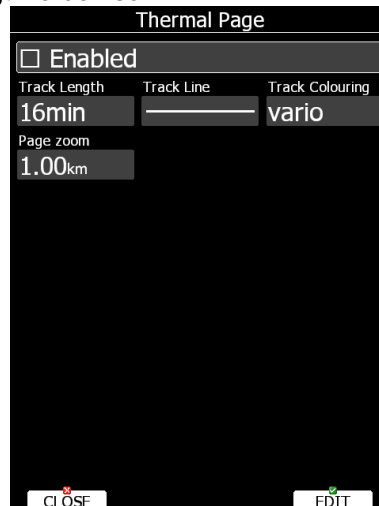 Thermal Page
Enabled
Track Length Track Line Track Colouring
16min vario
Page zoom
1.00km
CLOSE EDIT